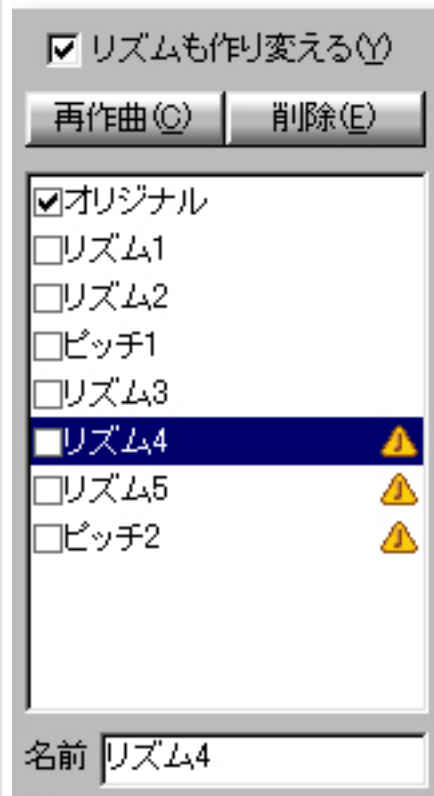 リズムも作り変える(Y)
再作曲(C) 削除(E)
オリジナル
リズム1
リズム2
ピッチ1
リズム3
リズム4
リズム5
ピッチ2
名前 リズム4